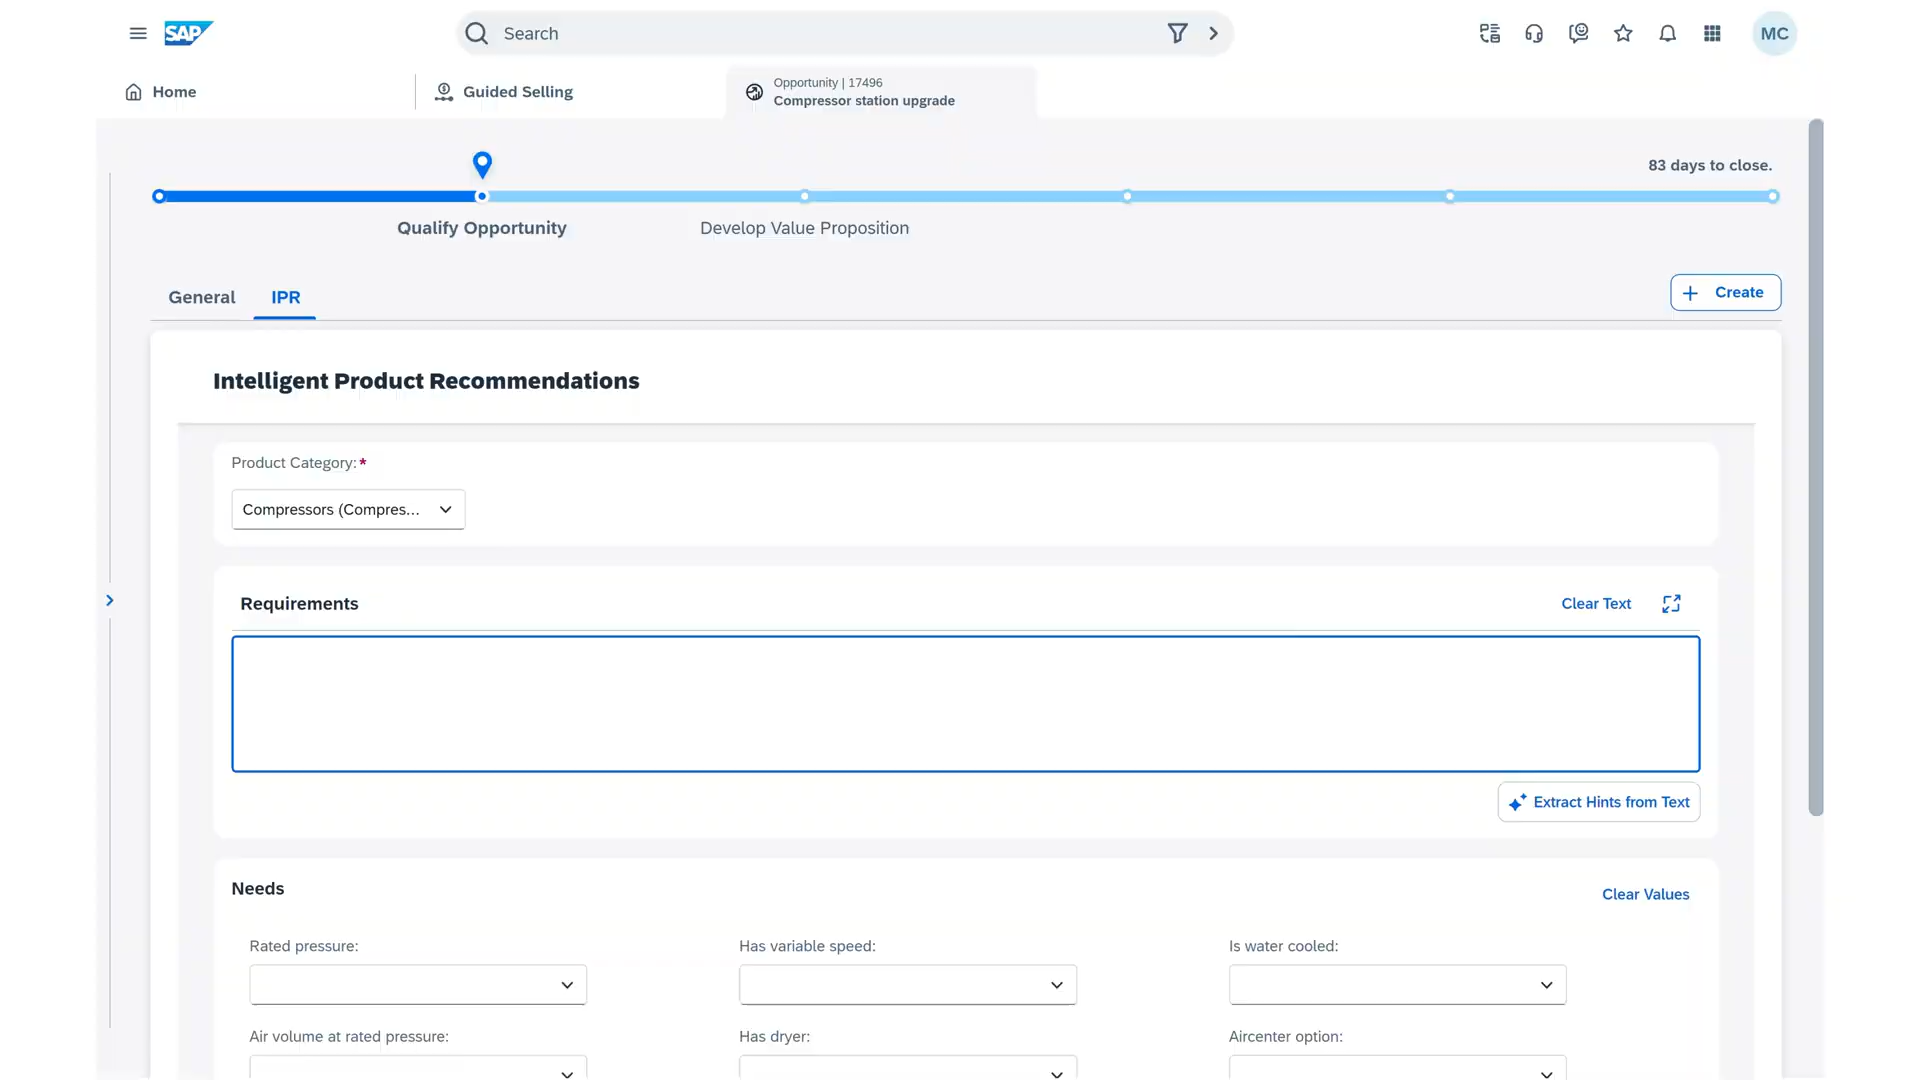 SAP
Search
MC
Home
Guided Selling
Opportunity | 17496
Compressor station upgrade
83 days to close.
Qualify Opportunity
Develop Value Proposition
General
IPR
Create
Intelligent Product Recommendations
Product Category:*
Compressors (Compres...
Requirements
Clear Text
Extract Hints from Text
Needs
Clear Values
Rated pressure:
Has variable speed:
Is water cooled:
Air volume at rated pressure:
Has dryer:
Aircenter option: